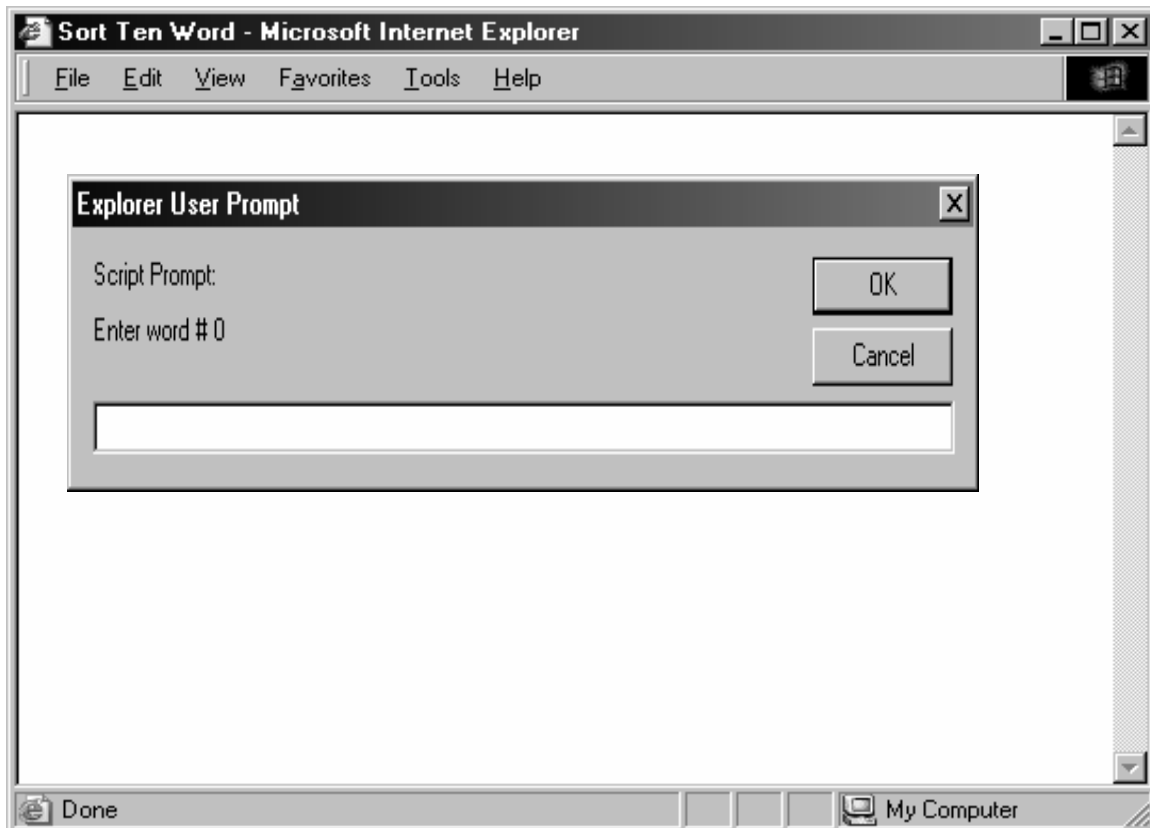 Sort Ten Word - Microsoft Internet Explorer
File Edit View Favorites Tools Help
Explorer User Prompt
Script Prompt:
OK
Enter word # 0
Cancel
Done
My Computer